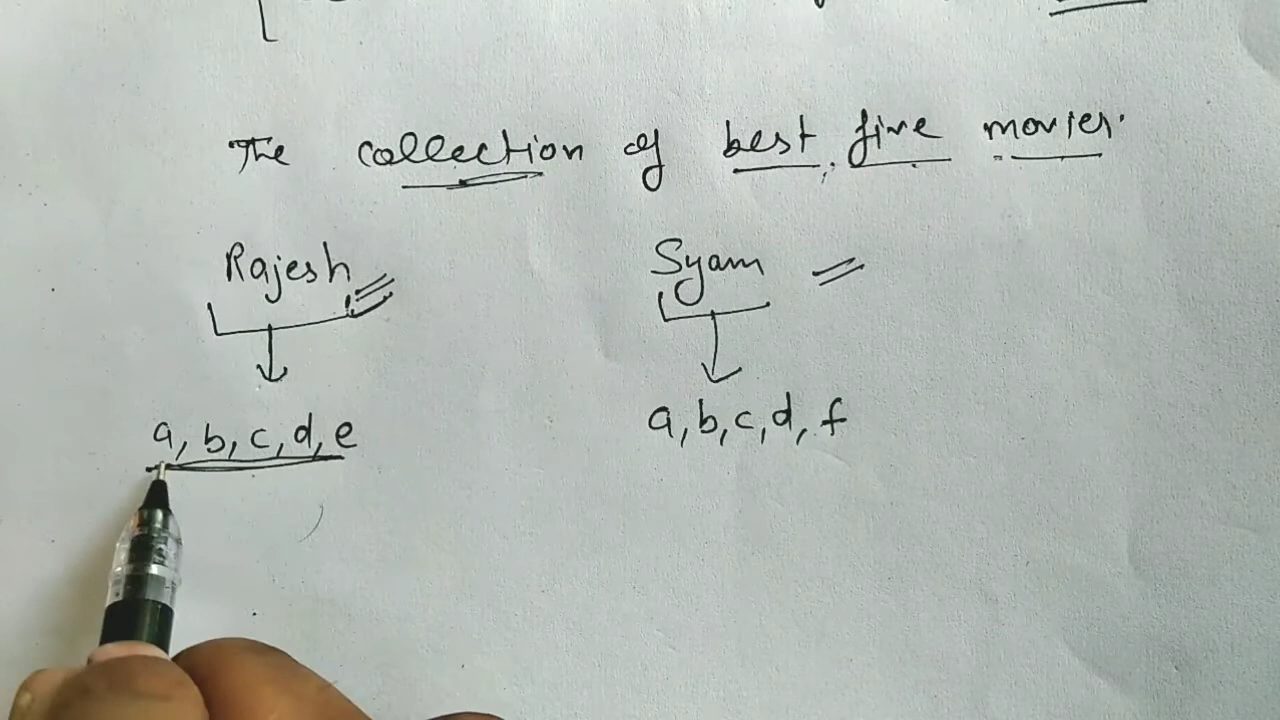 The collection of best five movies.
Rajesh Syam
a, b, c, d, e a, b, c, d, f